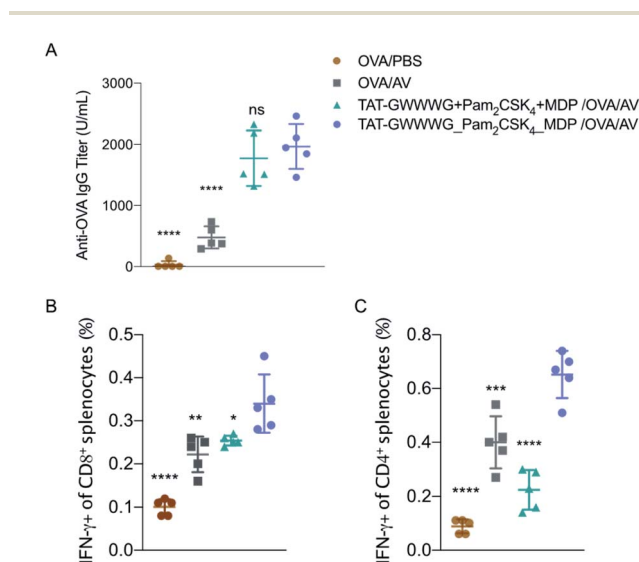 A
OVA/PBS
OVA/AV
TAT-GWWWG+Pam₂CSK₄+MDP /OVA/AV
TAT-GWWWG_Pam₂CSK₄_MDP /OVA/AV
Anti-OVA IgG Titer (U/mL)
3000
2000
1000
0
****
****
ns
B
IFN-γ+ of CD8⁺ splenocytes (%)
0.5
0.4
0.3
0.2
0.1
0.0
****
**
*
C
IFN-γ+ of CD4⁺ splenocytes (%)
0.8
0.6
0.4
0.2
0.0
****
***
****